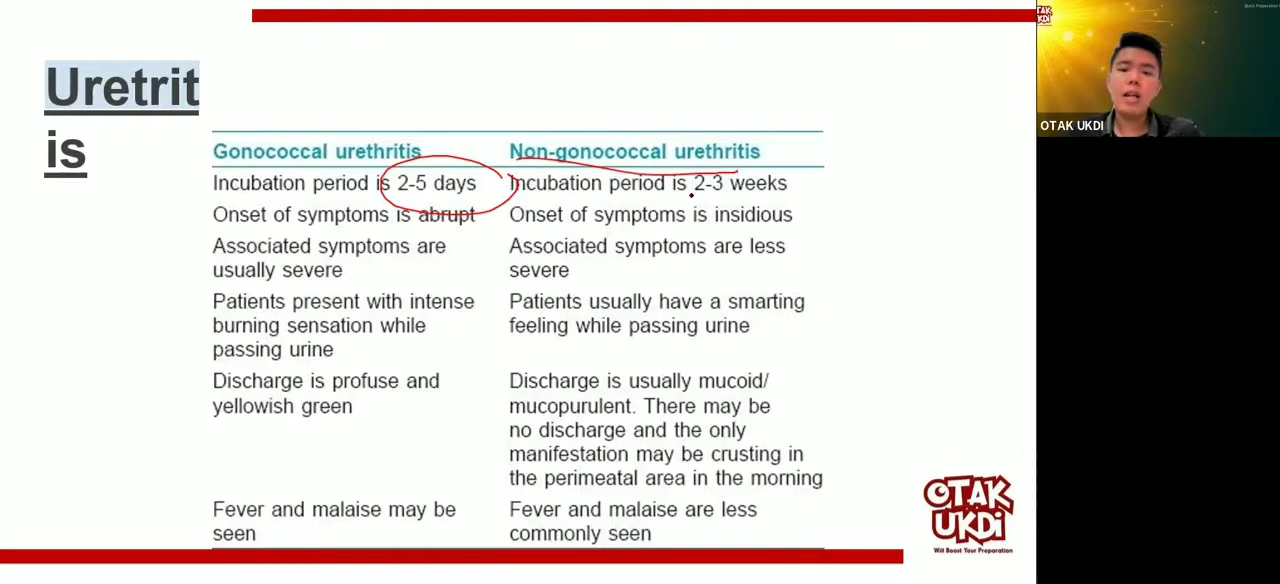 Uretrit
is
Gonococcal urethritis
Non-gonococcal urethritis
Incubation period is 2-5 days
Incubation period is 2-3 weeks
Onset of symptoms is abrupt
Onset of symptoms is insidious
Associated symptoms are
usually severe
Associated symptoms are less
severe
Patients present with intense
burning sensation while
passing urine
Patients usually have a smarting
feeling while passing urine
Discharge is profuse and
yellowish green
Discharge is usually mucoid/
mucopurulent. There may be
no discharge and the only
manifestation may be crusting in
the perimeatal area in the morning
Fever and malaise may be
seen
Fever and malaise are less
commonly seen
OTAK
UKDi
Will Boost Your Preparation
OTAK
UKDI
OTAK UKDI